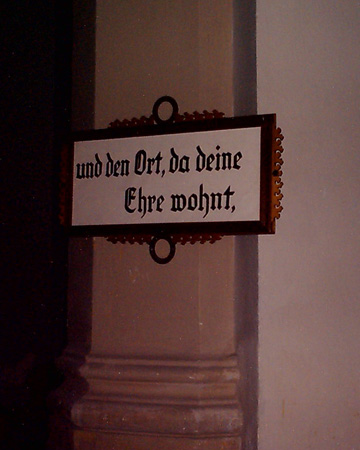 und den Ort, da deine
Ehre wohnt,